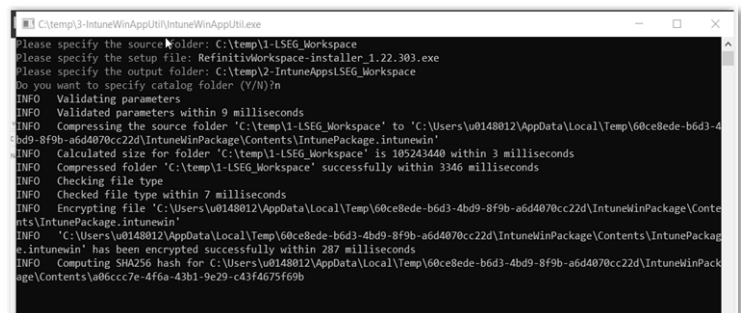 C:\temp\3-IntuneWinAppUtil\IntuneWinAppUtil.exe
Please specify the source folder: C:\temp\1-LSEG_Workspace
Please specify the setup file: RefinitivWorkspace-installer_1.22.303.exe
Please specify the output folder: C:\temp\2-IntuneAppsLSEG_Workspace
Do you want to specify catalog folder (Y/N)?n
INFO   Validating parameters
INFO   Validated parameters within 9 milliseconds
INFO   Compressing the source folder 'C:\temp\1-LSEG_Workspace' to 'C:\Users\u0148012\AppData\Local\Temp\60ce8ede-b6d3-4
bd9-8f9b-a6d4070cc22d\IntuneWinPackage\Contents\IntunePackage.intunewin'
INFO   Calculated size for folder 'C:\temp\1-LSEG_Workspace' is 105243440 within 3 milliseconds
INFO   Compressed folder 'C:\temp\1-LSEG_Workspace' successfully within 3346 milliseconds
INFO   Checking file type
INFO   Checked file type within 7 milliseconds
INFO   Encrypting file 'C:\Users\u0148012\AppData\Local\Temp\60ce8ede-b6d3-4bd9-8f9b-a6d4070cc22d\IntuneWinPackage\Conte
nts\IntunePackage.intunewin'
INFO   'C:\Users\u0148012\AppData\Local\Temp\60ce8ede-b6d3-4bd9-8f9b-a6d4070cc22d\IntuneWinPackage\Contents\IntunePackag
e.intunewin' has been encrypted successfully within 287 milliseconds
INFO   Computing SHA256 hash for C:\Users\u0148012\AppData\Local\Temp\60ce8ede-b6d3-4bd9-8f9b-a6d4070cc22d\IntuneWinPack
age\Contents\a06ccc7e-4f6a-43b1-9e29-c43f4675f69b